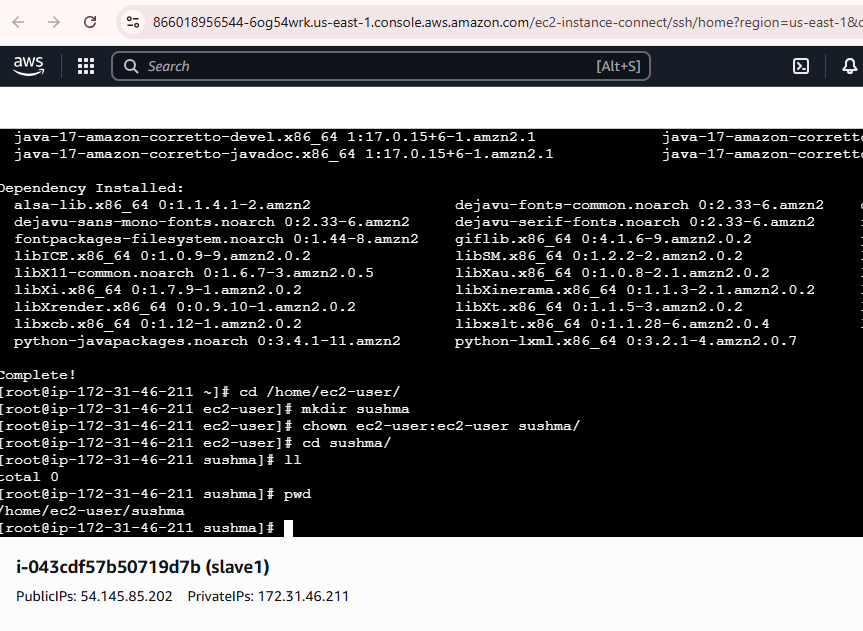 866018956544-6og54wrk.us-east-1.console.aws.amazon.com/ec2-instance-connect/ssh/home?region=us-east-1&
aws Search [Alt+S]
java-17-amazon-corretto-devel.x86_64 1:17.0.15+6-1.amzn2.1 java-17-amazon-corrett
java-17-amazon-corretto-javadoc.x86_64 1:17.0.15+6-1.amzn2.1 java-17-amazon-corrett
Dependency Installed:
alsa-lib.x86_64 0:1.1.4.1-2.amzn2 dejavu-fonts-common.noarch 0:2.33-6.amzn2
dejavu-sans-mono-fonts.noarch 0:2.33-6.amzn2 dejavu-serif-fonts.noarch 0:2.33-6.amzn2
fontpackages-filesystem.noarch 0:1.44-8.amzn2 giflib.x86_64 0:4.1.6-9.amzn2.0.2
libICE.x86_64 0:1.0.9-9.amzn2.0.2 libSM.x86_64 0:1.2.2-2.amzn2.0.2
libX11-common.noarch 0:1.6.7-3.amzn2.0.5 libXau.x86_64 0:1.0.8-2.1.amzn2.0.2
libXi.x86_64 0:1.7.9-1.amzn2.0.2 libXinerama.x86_64 0:1.1.3-2.1.amzn2.0.2
libXrender.x86_64 0:0.9.10-1.amzn2.0.2 libXt.x86_64 0:1.1.5-3.amzn2.0.2
libxcb.x86_64 0:1.12-1.amzn2.0.2 libxslt.x86_64 0:1.1.28-6.amzn2.0.4
python-javapackages.noarch 0:3.4.1-11.amzn2 python-lxml.x86_64 0:3.2.1-4.amzn2.0.7
Complete!
[root@ip-172-31-46-211 ~]# cd /home/ec2-user/
[root@ip-172-31-46-211 ec2-user]# mkdir sushma
[root@ip-172-31-46-211 ec2-user]# chown ec2-user:ec2-user sushma/
[root@ip-172-31-46-211 ec2-user]# cd sushma/
[root@ip-172-31-46-211 sushma]# ll
total 0
[root@ip-172-31-46-211 sushma]# pwd
/home/ec2-user/sushma
[root@ip-172-31-46-211 sushma]#
i-043cdf57b50719d7b (slave1)
PublicIPs: 54.145.85.202 PrivateIPs: 172.31.46.211